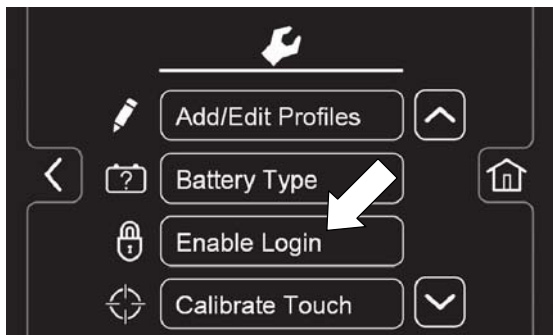 Add/Edit Profiles
? Battery Type
Enable Login
Calibrate Touch